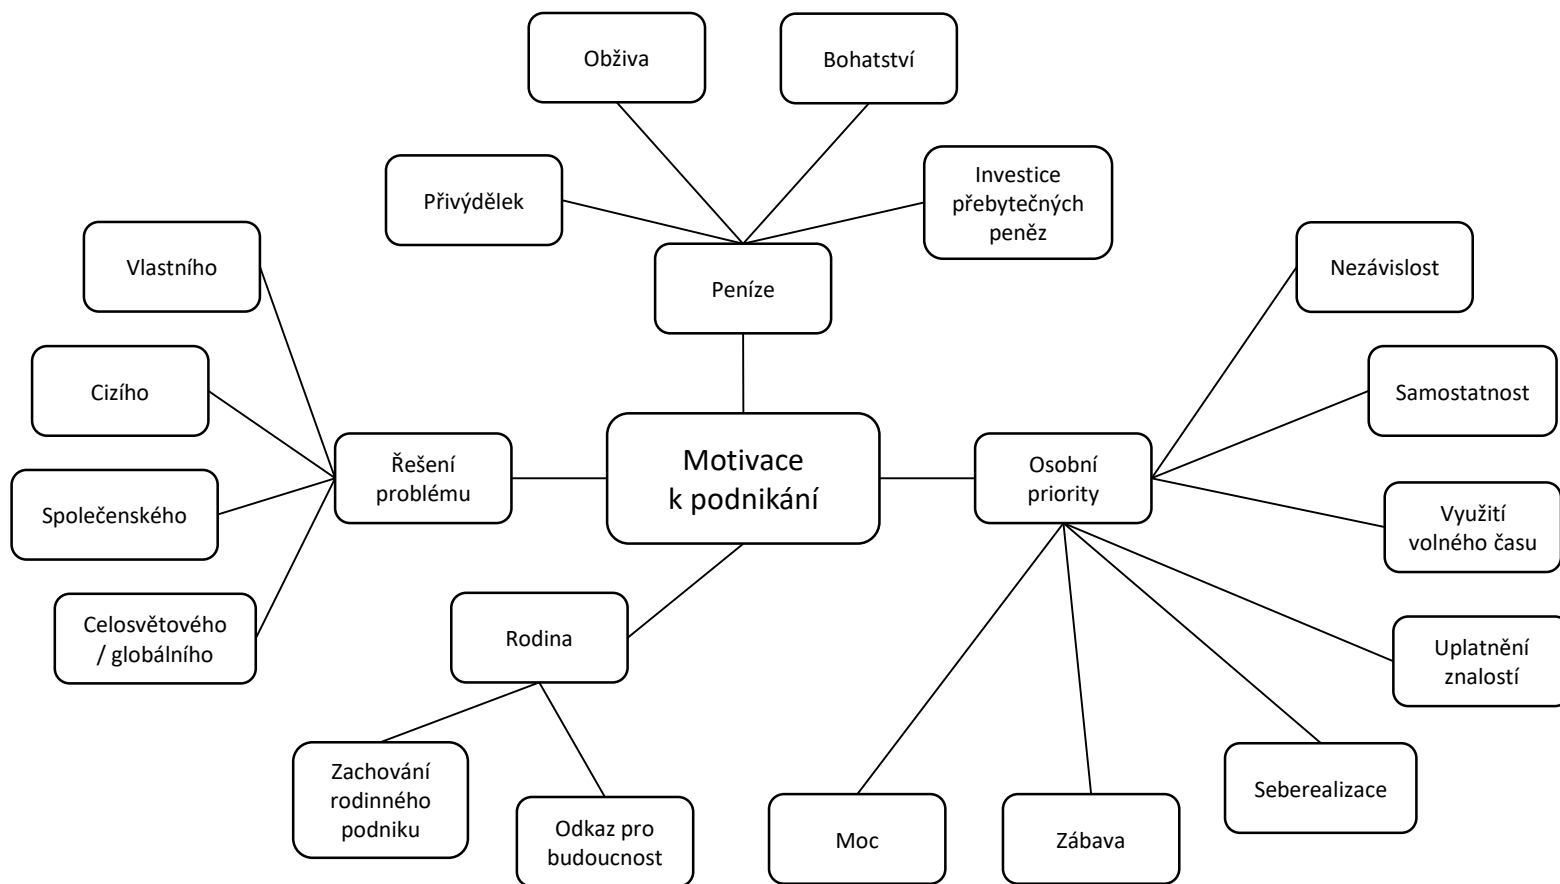 Obživa
Bohatství
Přivýdělek
Investice
přebytečných
peněz
Vlastního
Peníze
Nezávislost
Cizího
Samostatnost
Řešení
problému
Motivace
k podnikání
Osobní
priority
Společenského
Využití
volného času
Celosvětového
/ globálního
Rodina
Uplatnění
znalostí
Zachování
rodinného
podniku
Odkaz pro
budoucnost
Moc
Zábava
Seberealizace